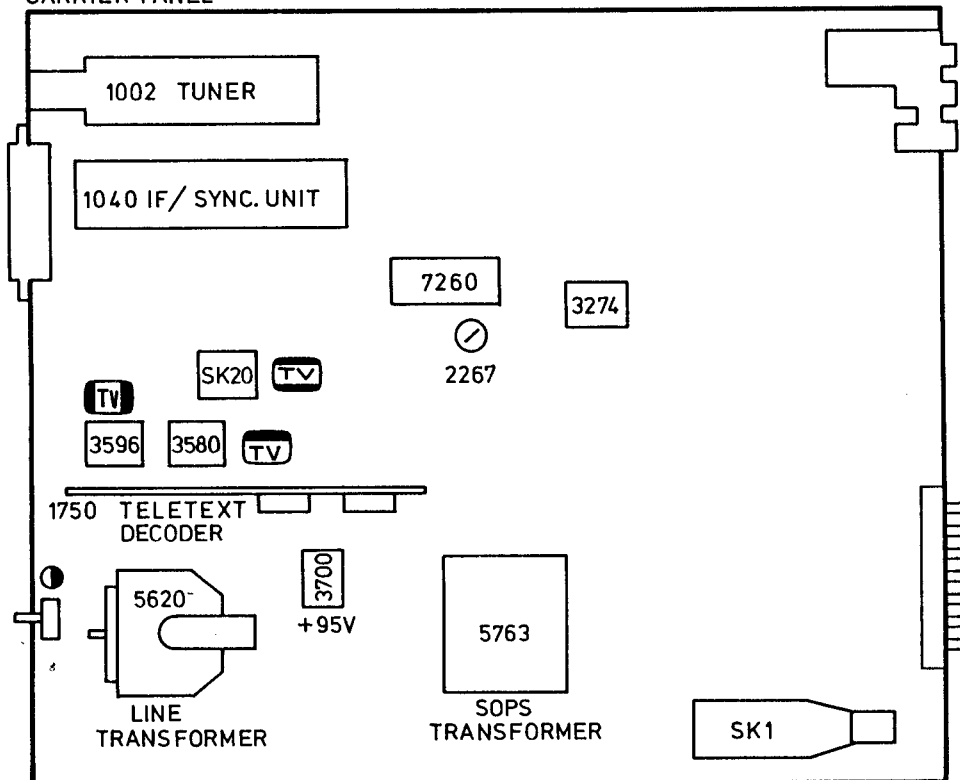 CARRIER PANEL
1002 TUNER
1040 IF/ SYNC. UNIT
7260
3274
2267
SK20
TV
TV
3596
3580
TV
1750 TELETEXT
DECODER
3700
+95V
5620
5763
LINE
TRANSFORMER
SOPS
TRANSFORMER
SK1